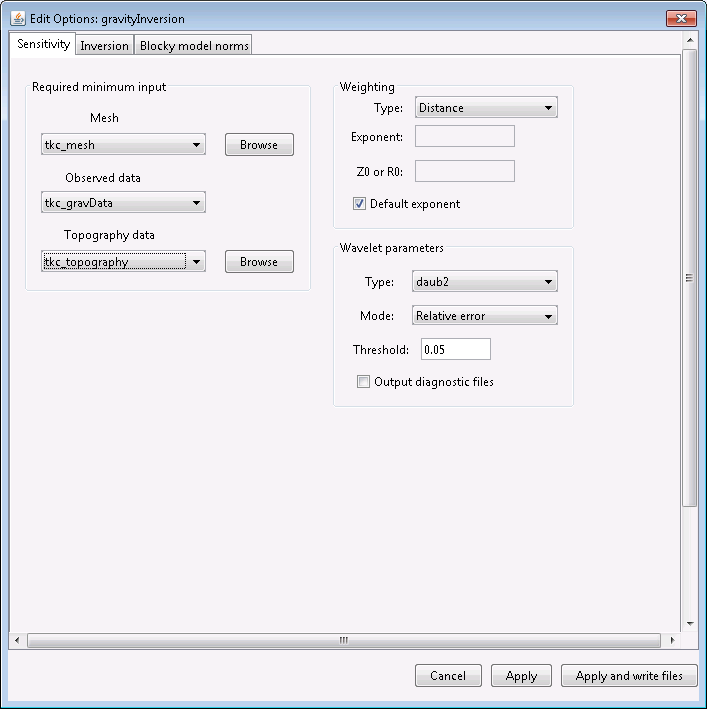 Edit Options: gravityInversion
Sensitivity Inversion Blocky model norms
Required minimum input
Mesh
tkc_mesh Browse
Observed data
tkc_gravData
Topography data
tkc_topography Browse
Weighting
Type: Distance
Exponent:
Z0 or R0:
Default exponent
Wavelet parameters
Type: daub2
Mode: Relative error
Threshold: 0.05
Output diagnostic files
Cancel Apply Apply and write files